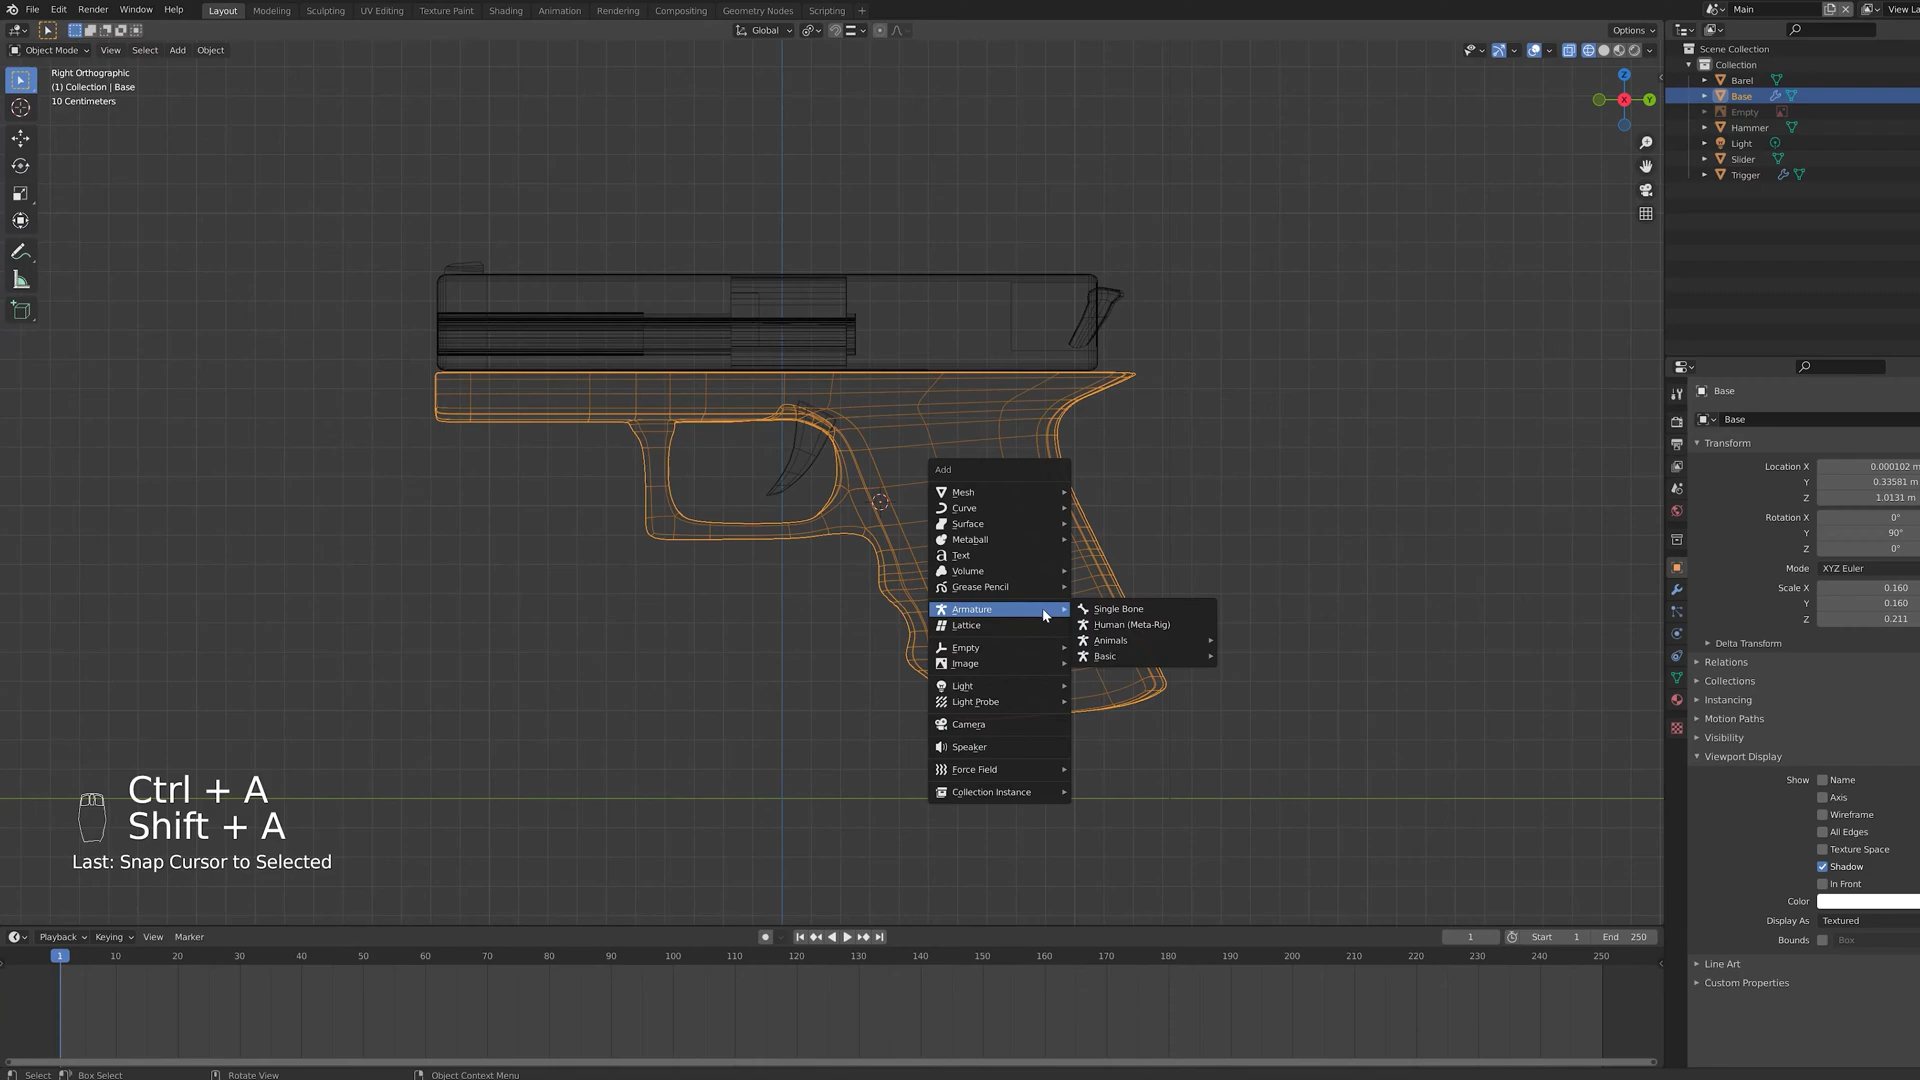 File Edit Render Window Help Layout Modeling Sculpting UV Editing Texture Paint Shading Animation Rendering Compositing Geometry Nodes Scripting + Main View La
Global Options
Object Mode View Select Add Object
Right Orthographic
(1) Collection | Base
10 Centimeters
Z
X
Y
Scene Collection
Collection
Barel
Base
Empty
Hammer
Light
Slider
Trigger
Add
Mesh
Curve
Surface
Metaball
Text
Volume
Grease Pencil
Armature
Lattice
Empty
Image
Light
Light Probe
Camera
Speaker
Force Field
Collection Instance
Single Bone
Human (Meta-Rig)
Animals
Basic
Base
Base
Transform
Location X 0.000102 m
Y 0.33581 m
Z 1.0131 m
Rotation X 0°
Y 90°
Z 0°
Mode XYZ Euler
Scale X 0.160
Y 0.160
Z 0.211
Delta Transform
Relations
Collections
Instancing
Motion Paths
Visibility
Viewport Display
Show Name
Axis
Wireframe
All Edges
Texture Space
Shadow
In Front
Color
Display As Textured
Bounds Box
Line Art
Custom Properties
Ctrl + A
Shift + A
Last: Snap Cursor to Selected
Playback Keying View Marker 1 Start 1 End 250
1 10 20 30 40 50 60 70 80 90 100 110 120 130 140 150 160 170 180 190 200 210 220 230 240 250
Select Box Select Rotate View Object Context Menu